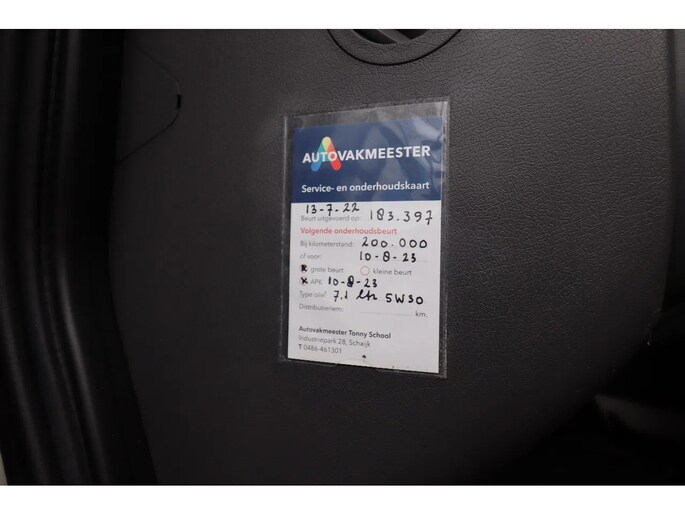 AUTOVAKMEESTER
Service- en onderhoudskaart
13-7-22
Beurt uitgevoerd op: 183.397
Volgende onderhoudsbeurt
Bij kilometerstand: 200.000
of voor: 10-8-23
grote beurt kleine beurt
APK 10-8-23
Type olie: 7.1 ltr 5W30
Distributieriem: km.
Autovakmeester Tonny School
Industriepark 28, Schaijk
T 0486-461301